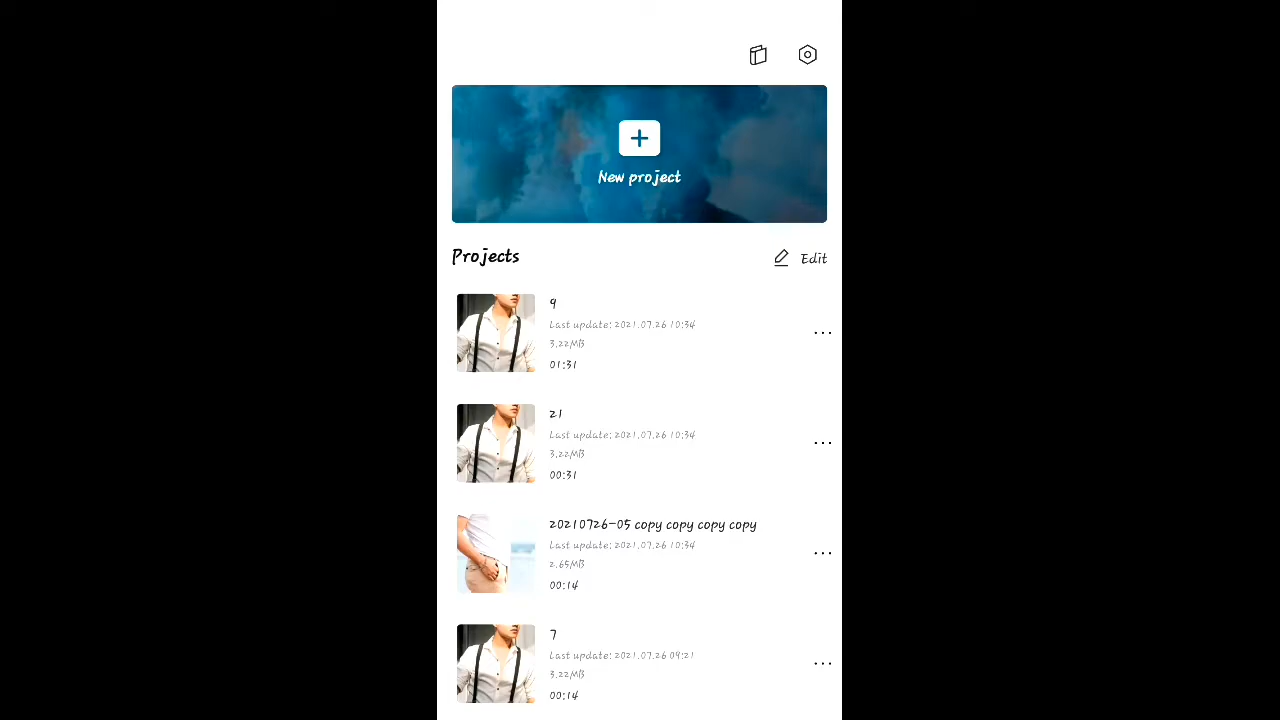 New project
Projects
Edit
9
Last update: 2021.07.26 10:34
3.22MB
01:31
21
Last update: 2021.07.26 10:34
3.22MB
00:31
20210726-05 copy copy copy copy
Last update: 2021.07.26 10:34
2.65MB
00:14
7
Last update: 2021.07.26 09:21
3.22MB
00:14